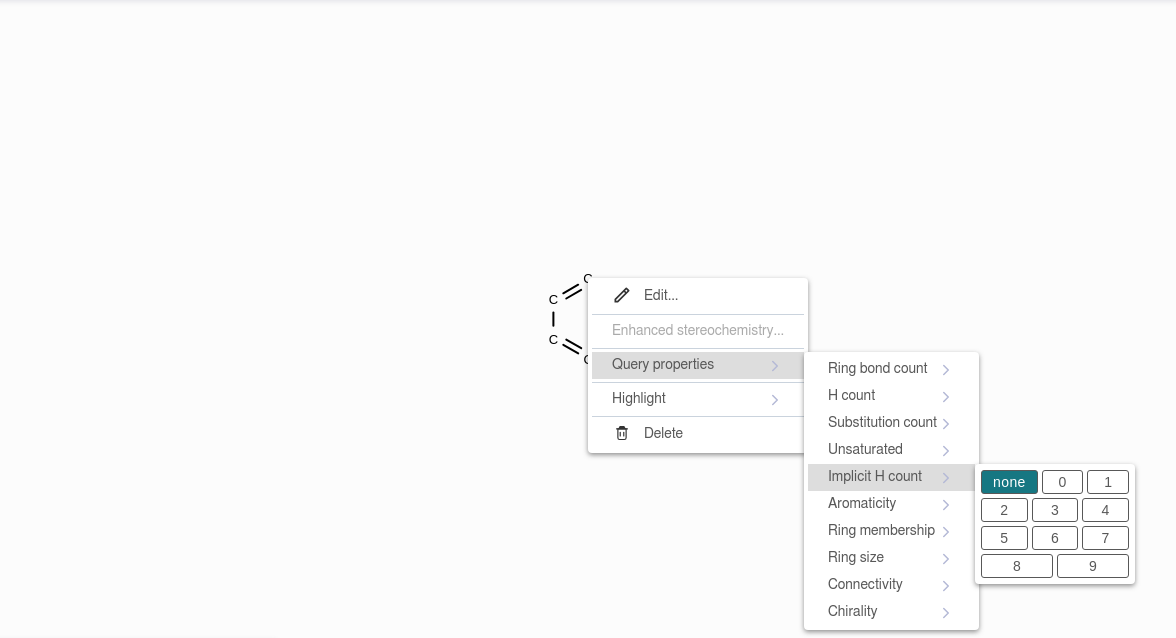 C
C
C
C
Edit...
Enhanced stereochemistry...
Query properties
Highlight
Delete
Ring bond count
H count
Substitution count
Unsaturated
Implicit H count
Aromaticity
Ring membership
Ring size
Connectivity
Chirality
none 0 1
2 3 4
5 6 7
8 9